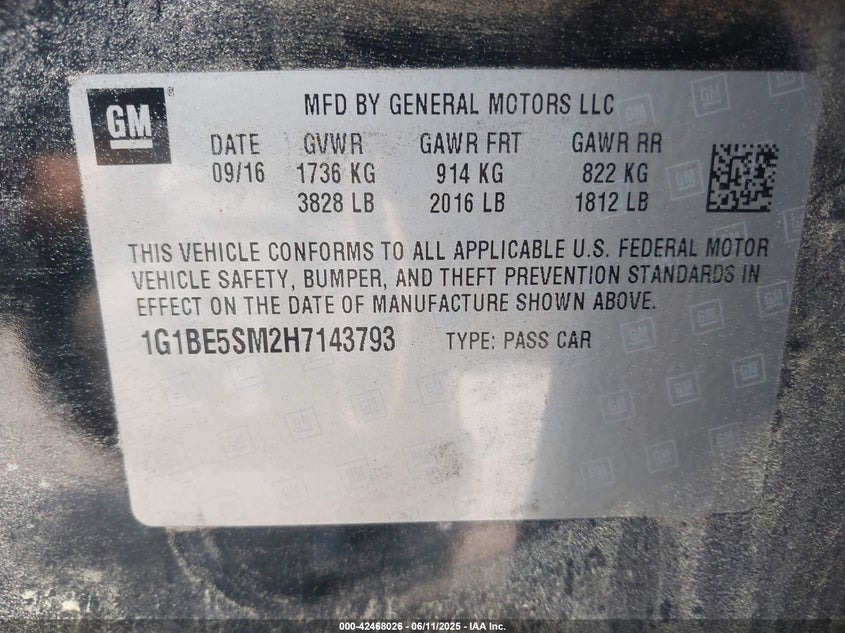 GM ®
MFD BY GENERAL MOTORS LLC
DATE GVWR GAWR FRT GAWR RR
09/16 1736 KG 914 KG 822 KG
3828 LB 2016 LB 1812 LB
THIS VEHICLE CONFORMS TO ALL APPLICABLE U.S. FEDERAL MOTOR
VEHICLE SAFETY, BUMPER, AND THEFT PREVENTION STANDARDS IN
EFFECT ON THE DATE OF MANUFACTURE SHOWN ABOVE.
1G1BE5SM2H7143793 TYPE: PASS CAR
000-42468026 - 06/11/2025 - IAA Inc.